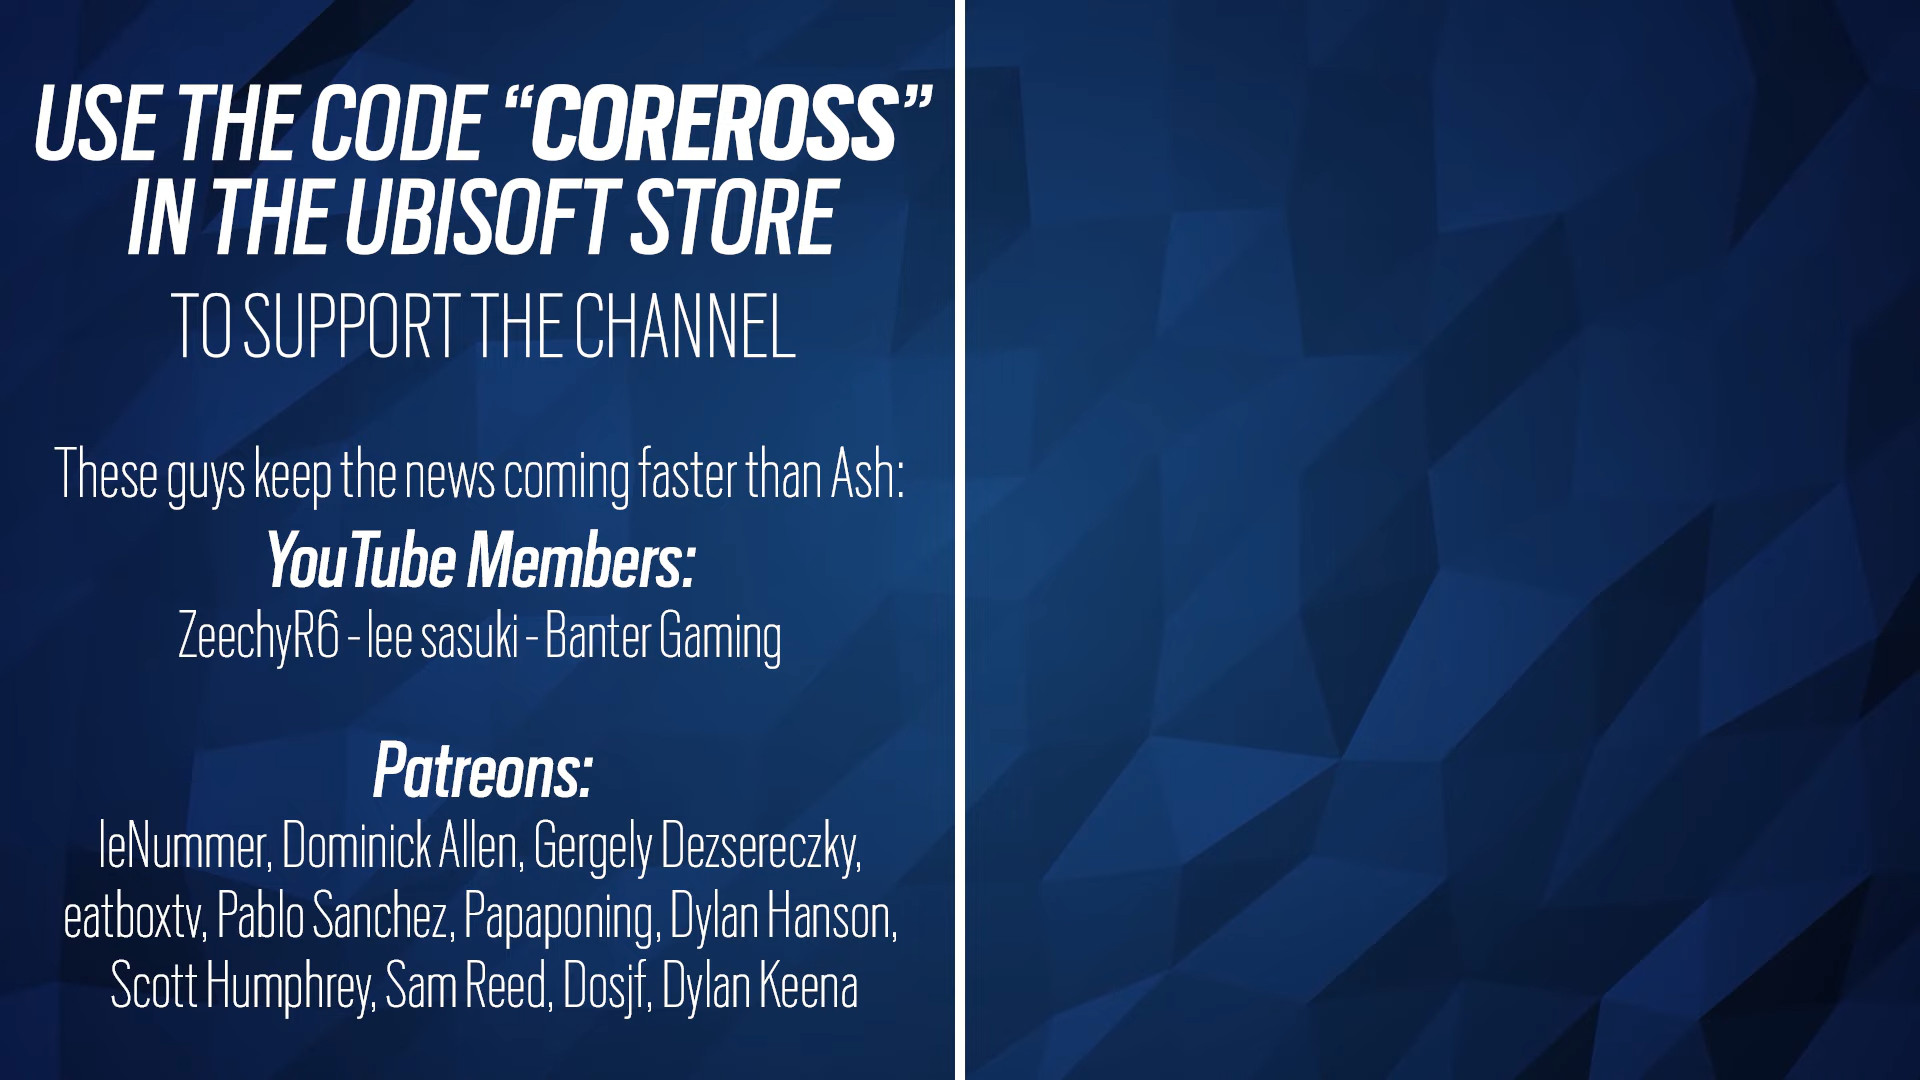 USE THE CODE “COREROSS”
IN THE UBISOFT STORE
TO SUPPORT THE CHANNEL
These guys keep the news coming faster than Ash:
YouTube Members:
ZeechyR6 - lee sasuki - Banter Gaming
Patreons:
leNummer, Dominick Allen, Gergely Dezsereczky,
eatboxtv, Pablo Sanchez, Papaponing, Dylan Hanson,
Scott Humphrey, Sam Reed, Dosjf, Dylan Keena